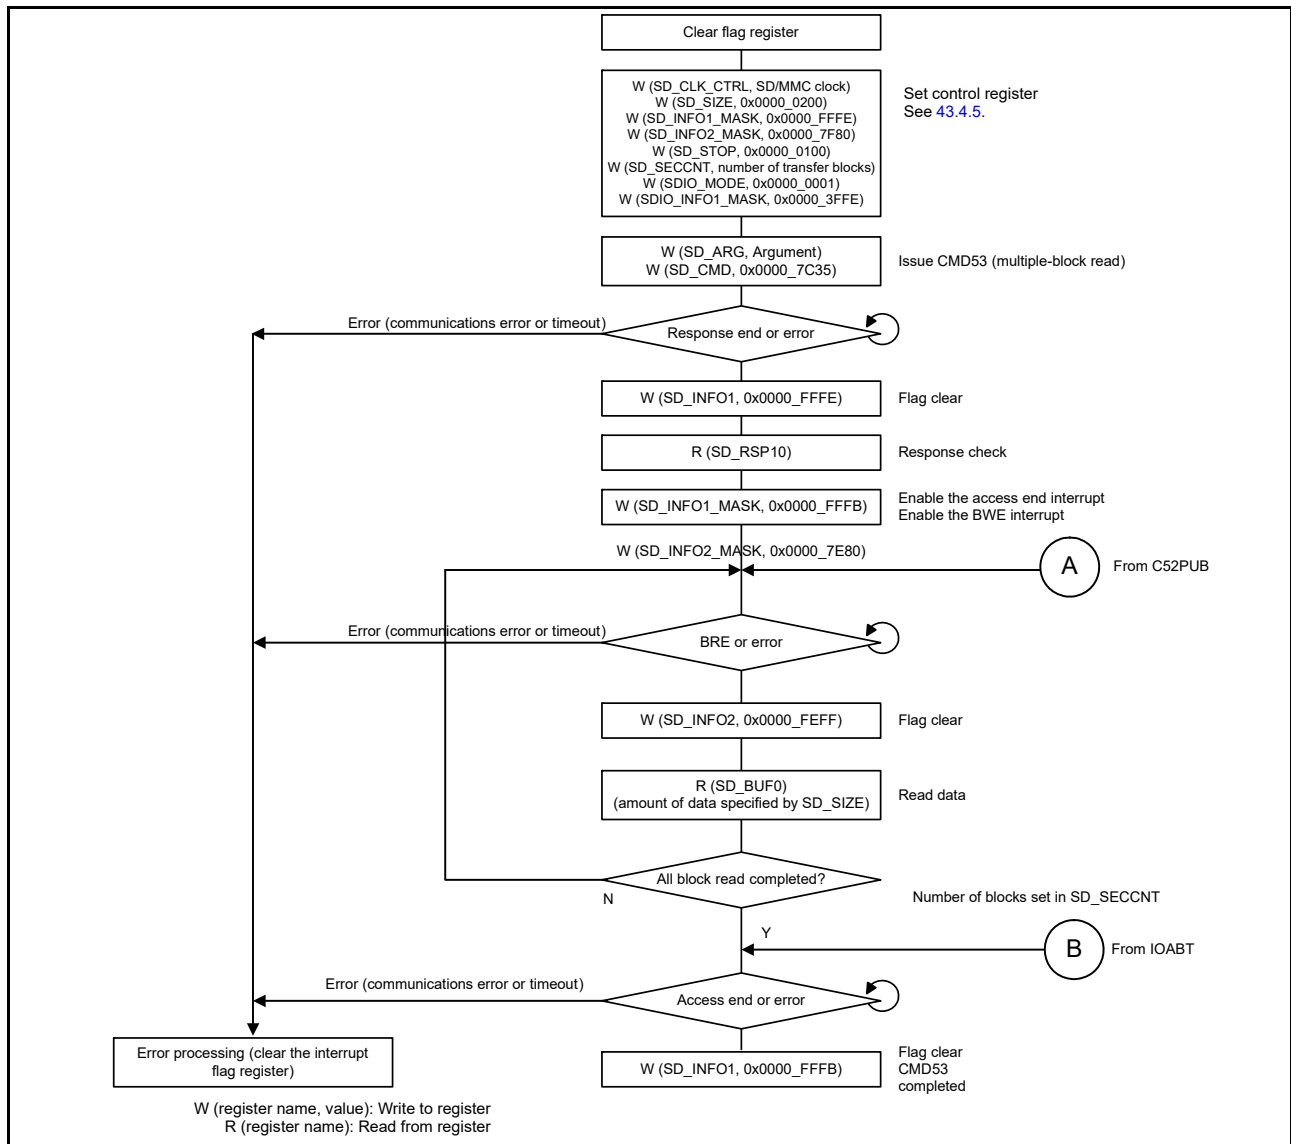 Clear flag register
W (SD_CLK_CTRL, SD/MMC clock)
W (SD_SIZE, 0x0000_0200)
W (SD_INFO1_MASK, 0x0000_FFFE)
W (SD_INFO2_MASK, 0x0000_7F80)
W (SD_STOP, 0x0000_0100)
W (SD_SECCNT, number of transfer blocks)
W (SDIO_MODE, 0x0000_0001)
W (SDIO_INFO1_MASK, 0x0000_3FFE)
Set control register
See 43.4.5.
W (SD_ARG, Argument)
W (SD_CMD, 0x0000_7C35)
Issue CMD53 (multiple-block read)
Error (communications error or timeout)
Response end or error
W (SD_INFO1, 0x0000_FFFE)
Flag clear
R (SD_RSP10)
Response check
W (SD_INFO1_MASK, 0x0000_FFFB)
Enable the access end interrupt
Enable the BWE interrupt
W (SD_INFO2_MASK, 0x0000_7E80)
A
From C52PUB
Error (communications error or timeout)
BRE or error
W (SD_INFO2, 0x0000_FEFF)
Flag clear
R (SD_BUF0)
(amount of data specified by SD_SIZE)
Read data
All block read completed?
N
Number of blocks set in SD_SECCNT
Y
B
From IOABT
Error (communications error or timeout)
Access end or error
Error processing (clear the interrupt
flag register)
W (SD_INFO1, 0x0000_FFFB)
Flag clear
CMD53
completed
W (register name, value): Write to register
R (register name): Read from register